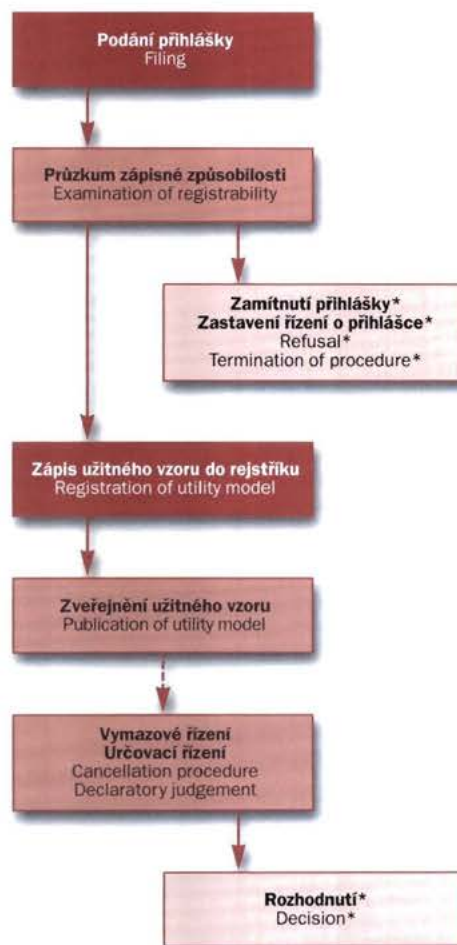 Podání přihlášky
Filing
Průzkum zápisné způsobilosti
Examination of registrability
Zamítnutí přihlášky*
Zastavení řízení o přihlášce*
Refusal*
Termination of procedure*
Zápis užitného vzoru do rejstříku
Registration of utility model
Zveřejnění užitného vzoru
Publication of utility model
Vymazové řízení
Určovací řízení
Cancellation procedure
Declaratory judgement
Rozhodnutí*
Decision*